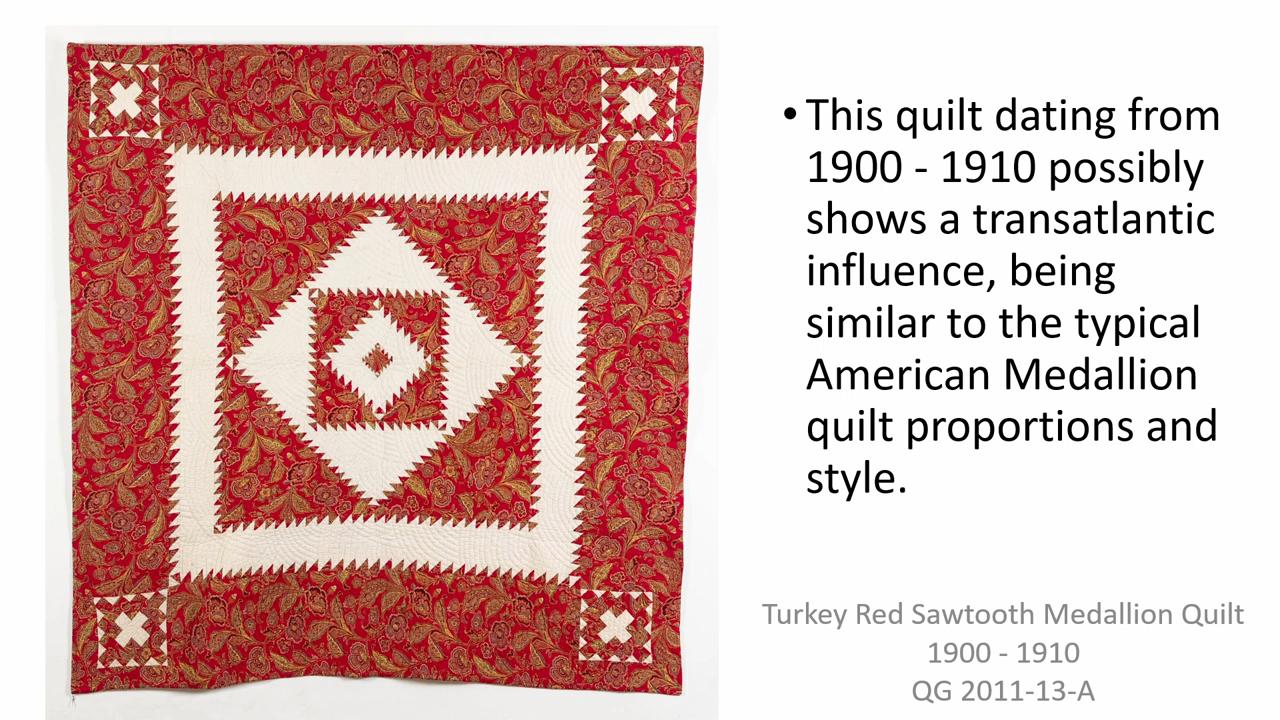 • This quilt dating from
1900 - 1910 possibly
shows a transatlantic
influence, being
similar to the typical
American Medallion
quilt proportions and
style.
Turkey Red Sawtooth Medallion Quilt
1900 - 1910
QG 2011-13-A